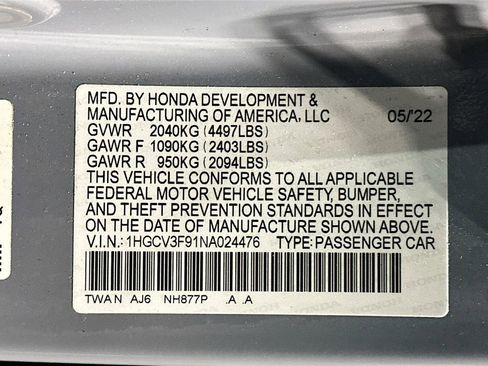 MFD. BY HONDA DEVELOPMENT &
MANUFACTURING OF AMERICA, LLC 05/'22
GVWR 2040KG (4497LBS)
GAWR F 1090KG (2403LBS)
GAWR R 950KG (2094LBS)
THIS VEHICLE CONFORMS TO ALL APPLICABLE
FEDERAL MOTOR VEHICLE SAFETY, BUMPER,
AND THEFT PREVENTION STANDARDS IN EFFECT
ON THE DATE OF MANUFACTURE SHOWN ABOVE.
V.I.N.: 1HGCV3F91NA024476 TYPE: PASSENGER CAR
TWA N AJ6 NH877P .A .A